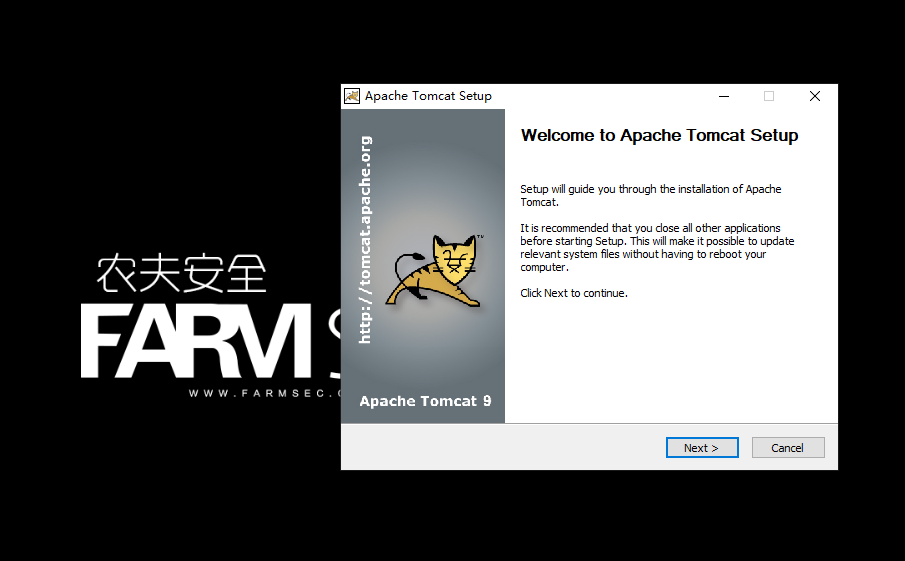 Apache Tomcat Setup
http://tomcat.apache.org
TM
Apache Tomcat 9
Welcome to Apache Tomcat Setup
Setup will guide you through the installation of Apache
Tomcat.
It is recommended that you close all other applications
before starting Setup. This will make it possible to update
relevant system files without having to reboot your
computer.
Click Next to continue.
Next >
Cancel
农夫安全
FARM
WWW.FARMSEC.